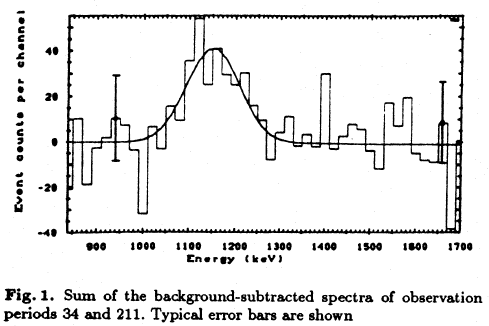 Event counts per channel
40
20
0
-20
-40
900 1000 1100 1200 1300 1400 1500 1600 1700
Energy (keV)
Fig. 1. Sum of the background-subtracted spectra of observation
periods 34 and 211. Typical error bars are shown